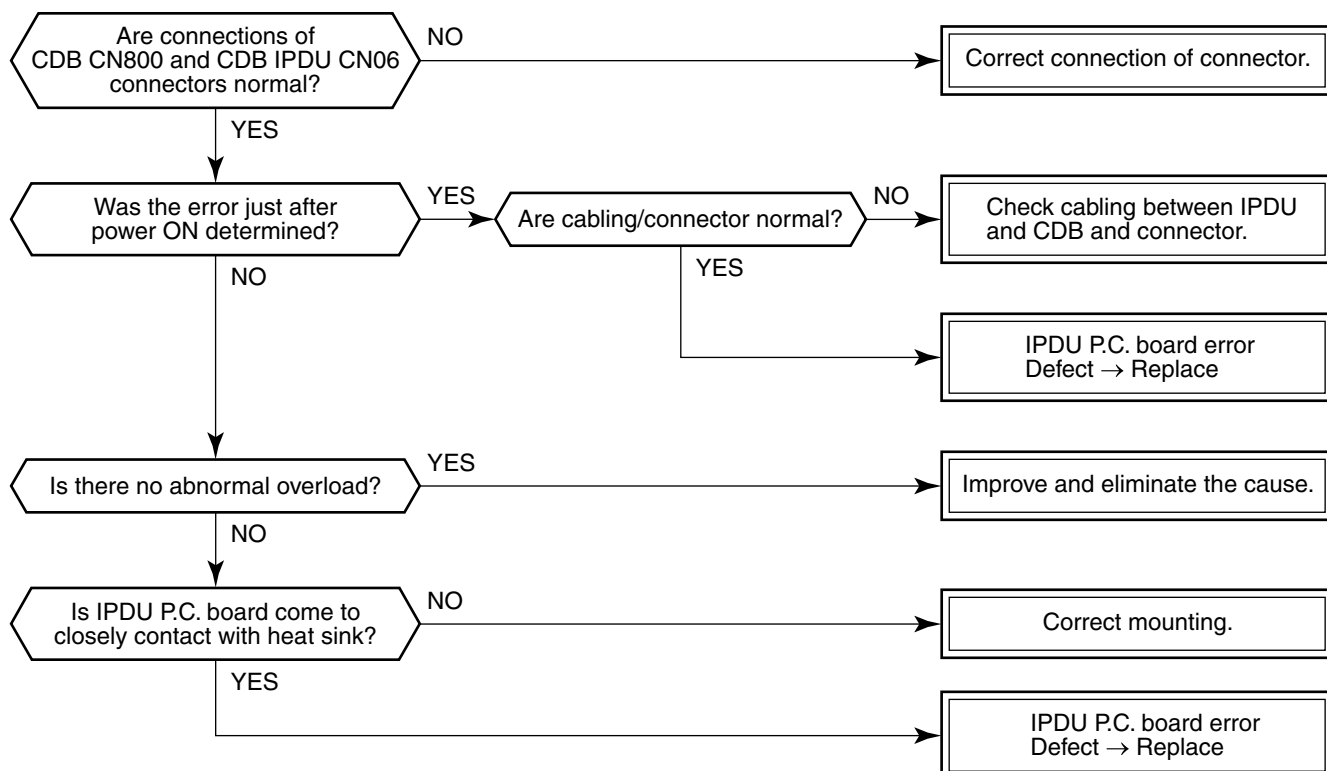 Are connections of
CDB CN800 and CDB IPDU CN06
connectors normal?
NO
Correct connection of connector.
YES
Was the error just after
power ON determined?
YES
Are cabling/connector normal?
NO
Check cabling between IPDU
and CDB and connector.
NO
YES
IPDU P.C. board error
Defect → Replace
Is there no abnormal overload?
YES
Improve and eliminate the cause.
NO
Is IPDU P.C. board come to
closely contact with heat sink?
NO
Correct mounting.
YES
IPDU P.C. board error
Defect → Replace